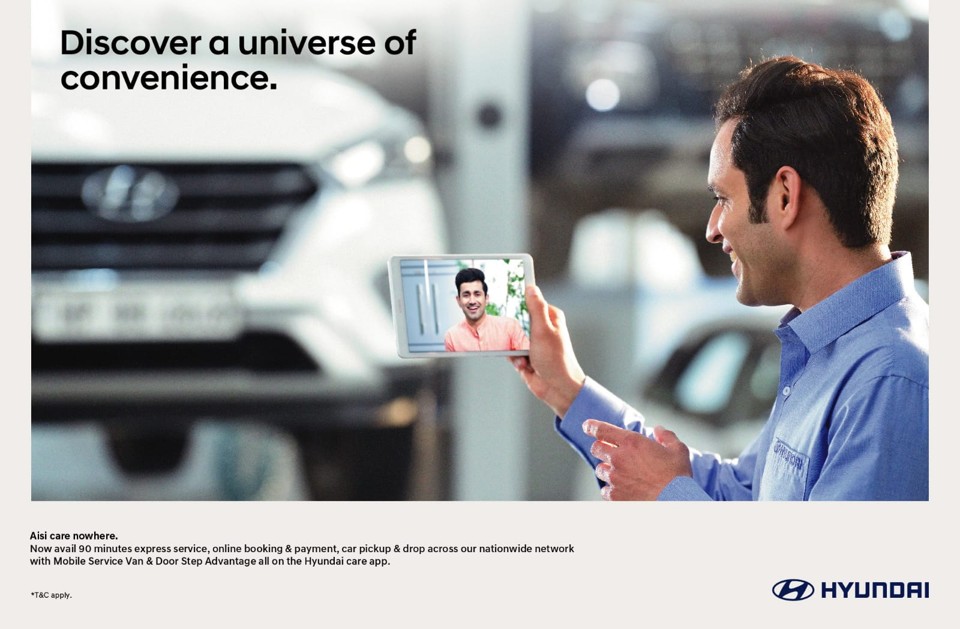 Discover a universe of
convenience.
HYUNDAI
Aisi care nowhere.
Now avail 90 minutes express service, online booking & payment, car pickup & drop across our nationwide network
with Mobile Service Van & Door Step Advantage all on the Hyundai care app.
*T&C apply.
HYUNDAI